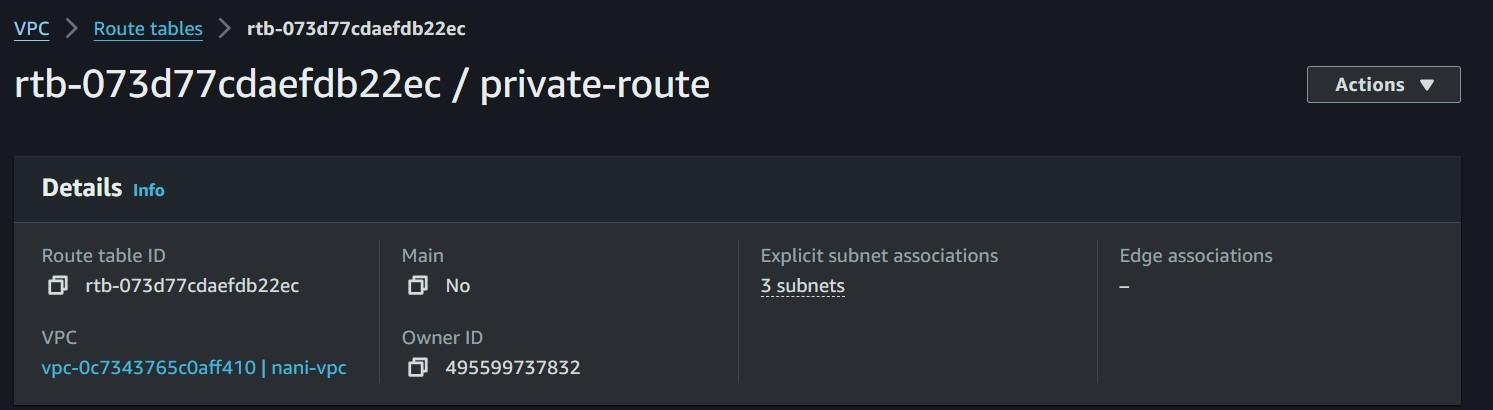 VPC > Route tables > rtb-073d77cdaefdb22ec
rtb-073d77cdaefdb22ec / private-route
Actions ▼
Details Info
Route table ID
rtb-073d77cdaefdb22ec
Main
No
Explicit subnet associations
3 subnets
Edge associations
–
VPC
vpc-0c7343765c0aff410 | nani-vpc
Owner ID
495599737832